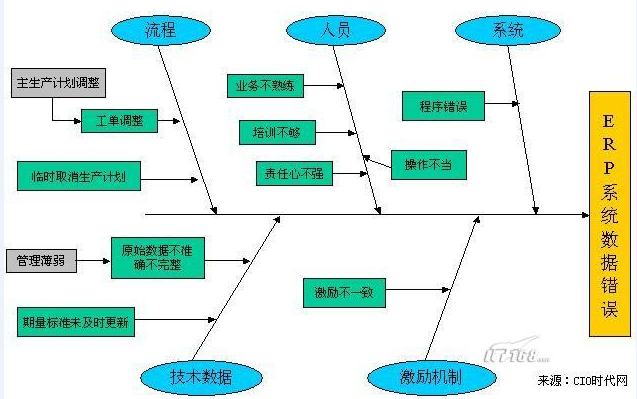 流程
人员
系统
主生产计划调整
工单调整
临时取消生产计划
业务不熟练
培训不够
责任心不强
操作不当
程序错误
ERP系统数据错误
管理薄弱
原始数据不准
确不完整
期量标准未及时更新
激励不一致
技术数据
激励机制
IT168.com
来源：CIO时代网